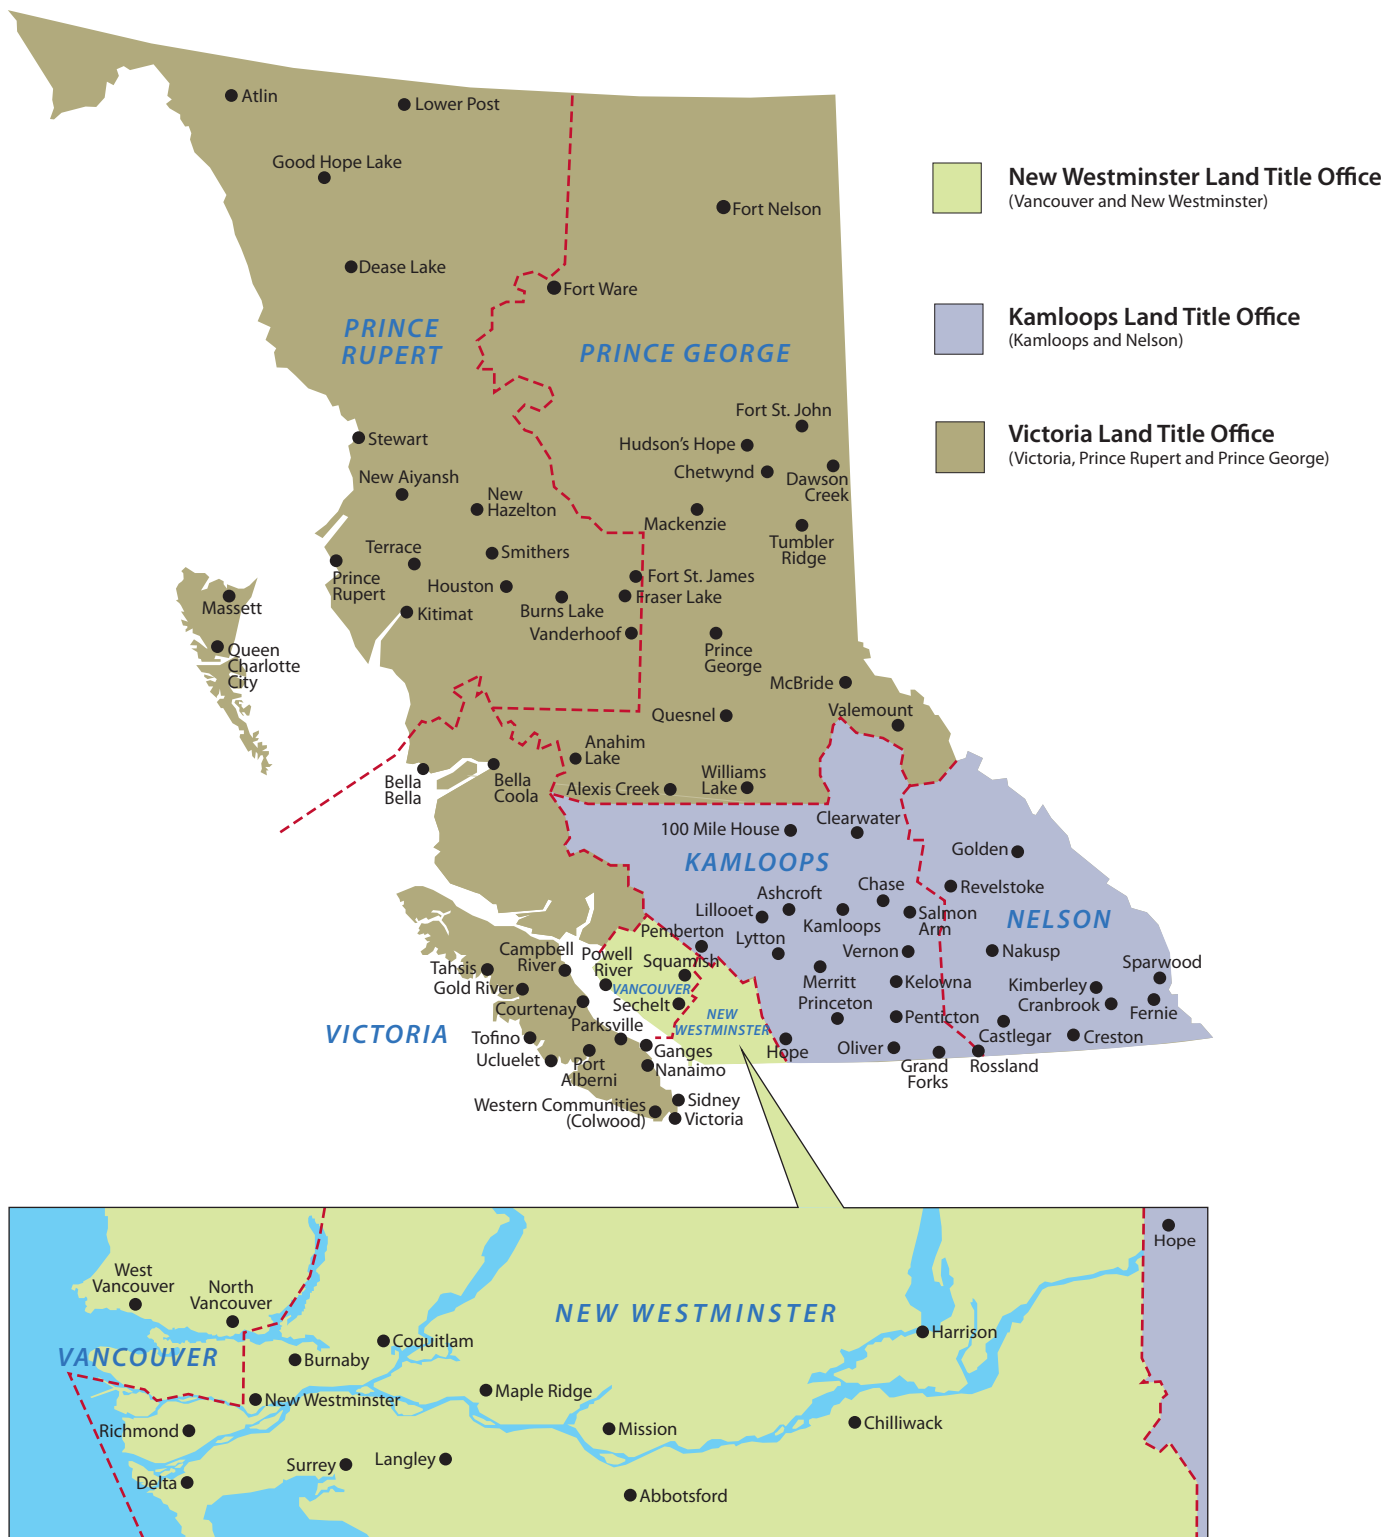 Atlin
Lower Post
Good Hope Lake
Fort Nelson
Dease Lake
Fort Ware
PRINCE
RUPERT
PRINCE GEORGE
New Westminster Land Title Office
(Vancouver and New Westminster)
Kamloops Land Title Office
(Kamloops and Nelson)
Victoria Land Title Office
(Victoria, Prince Rupert and Prince George)
Fort St. John
Stewart
Hudson's Hope
Chetwynd
Dawson
Creek
New Aiyansh
New
Hazelton
Mackenzie
Tumbler
Ridge
Terrace
Smithers
Prince
Rupert
Houston
Fort St. James
Fraser Lake
Burns Lake
Massett
Kitimat
Vanderhoof
Prince
George
Queen
Charlotte
City
McBride
Valemount
Quesnel
Anahim
Lake
Bella
Bella
Bella
Coola
Alexis Creek
Williams
Lake
100 Mile House
Clearwater
KAMLOOPS
Golden
Ashcroft
Chase
Revelstoke
Lillooet
Kamloops
Salmon
Arm
NELSON
Pemberton
Lytton
Vernon
Nakusp
Campbell
River
Powell
River
Squamish
Sparwood
Tahsis
Gold River
VANCOUVER
Merritt
Kelowna
Kimberley
Courtenay
Sechelt
Princeton
Cranbrook
Fernie
Parksville
NEW
WESTMINSTER
Penticton
VICTORIA
Tofino
Castlegar
Creston
Ucluelet
Port
Alberni
Ganges
Nanaimo
Hope
Oliver
Grand
Forks
Rossland
Western Communities
(Colwood)
Sidney
Victoria
Hope
West
Vancouver
North
Vancouver
NEW WESTMINSTER
Harrison
Coquitlam
VANCOUVER
Burnaby
Maple Ridge
New Westminster
Richmond
Mission
Chilliwack
Surrey
Langley
Delta
Abbotsford